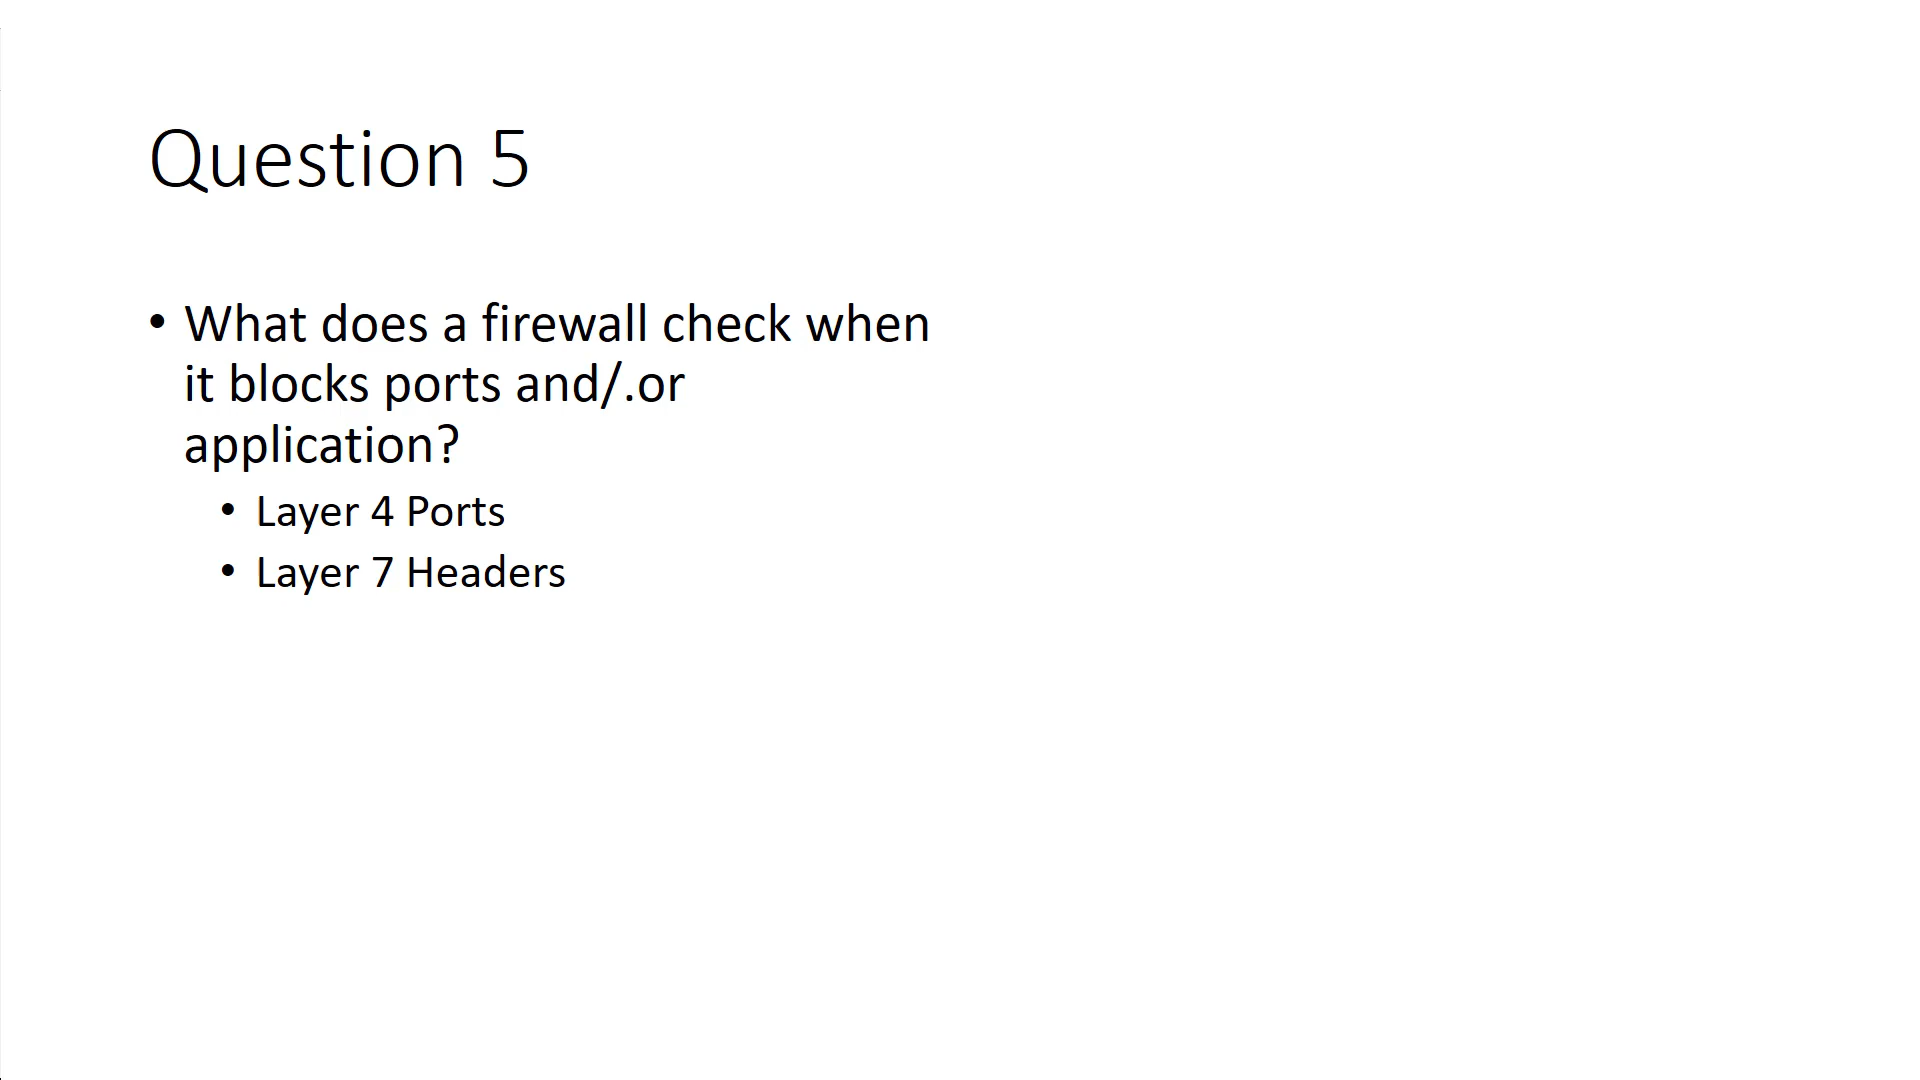 Question 5
• What does a firewall check when
it blocks ports and/.or
application?
• Layer 4 Ports
• Layer 7 Headers